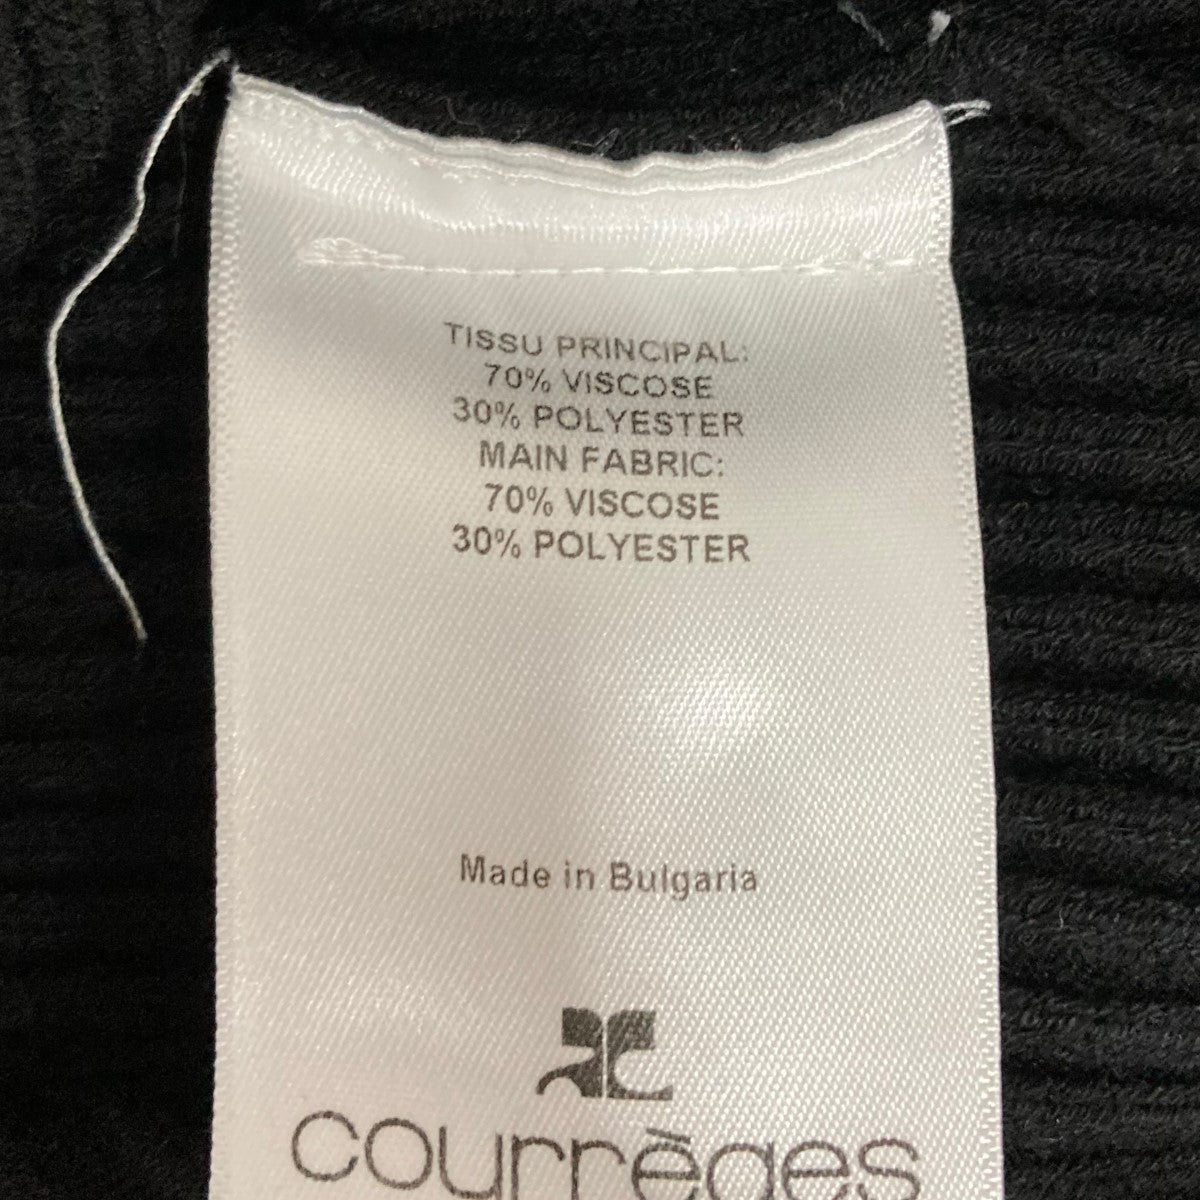 TISSU PRINCIPAL:
70% VISCOSE
30% POLYESTER
MAIN FABRIC:
70% VISCOSE
30% POLYESTER
Made in Bulgaria
courrèges